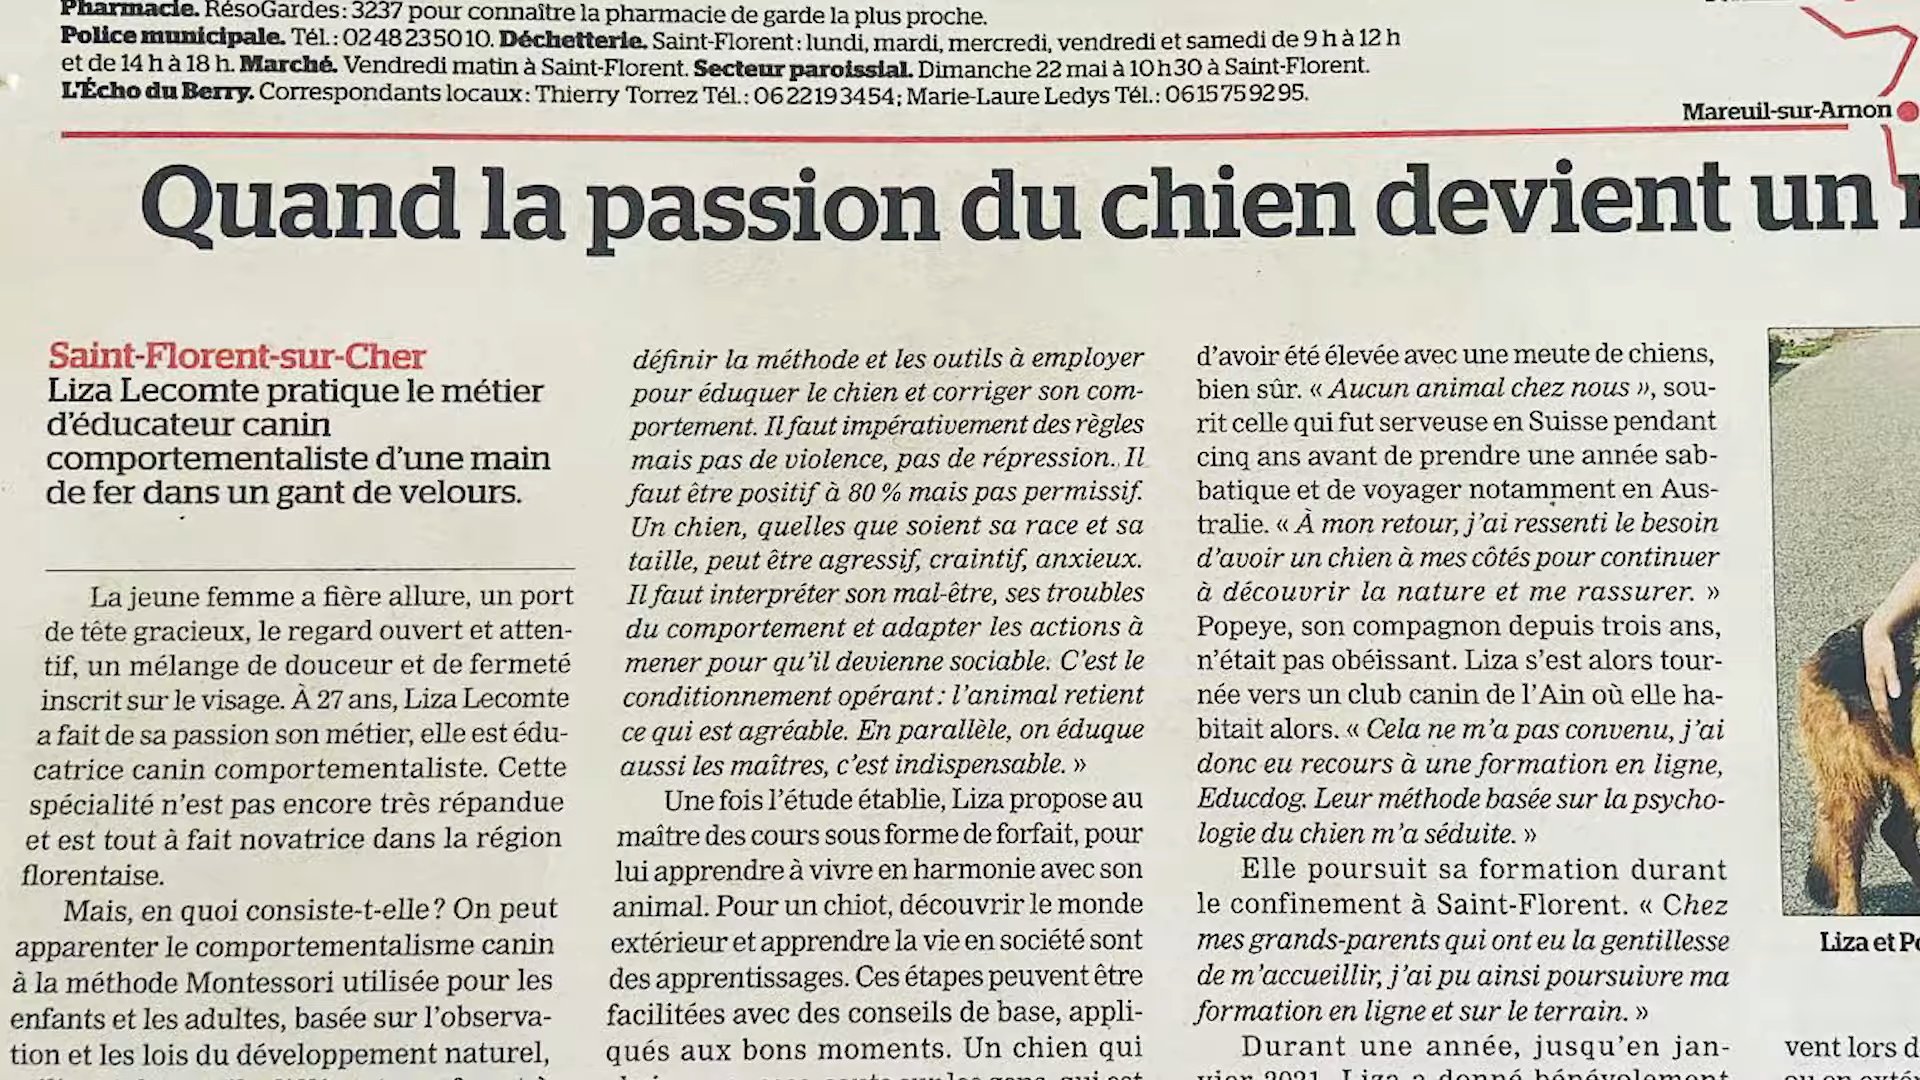 Pharmacie. RésoGardes: 3237 pour connaître la pharmacie de garde la plus proche.
Police municipale. Tél.: 0248235010. Déchetterie. Saint-Florent: lundi, mardi, mercredi, vendredi et samedi de 9 h à 12 h
et de 14 h à 18 h. Marché. Vendredi matin à Saint-Florent. Secteur paroissial. Dimanche 22 mai à 10h30 à Saint-Florent.
L'Écho du Berry. Correspondants locaux: Thierry Torrez Tél.: 0622193454; Marie-Laure Ledys Tél.: 0615759295.
Mareuil-sur-Arnon
Quand la passion du chien devient un
Saint-Florent-sur-Cher
Liza Lecomte pratique le métier
d'éducateur canin
comportementaliste d'une main
de fer dans un gant de velours.
La jeune femme a fière allure, un port
de tête gracieux, le regard ouvert et atten-
tif, un mélange de douceur et de fermeté
inscrit sur le visage. À 27 ans, Liza Lecomte
a fait de sa passion son métier, elle est édu-
catrice canin comportementaliste. Cette
spécialité n'est pas encore très répandue
et est tout à fait novatrice dans la région
florentaise.
Mais, en quoi consiste-t-elle? On peut
apparenter le comportementalisme canin
à la méthode Montessori utilisée pour les
enfants et les adultes, basée sur l'observa-
tion et les lois du développement naturel,
définir la méthode et les outils à employer
pour éduquer le chien et corriger son com-
portement. Il faut impérativement des règles
mais pas de violence, pas de répression. Il
faut être positif à 80 % mais pas permissif.
Un chien, quelles que soient sa race et sa
taille, peut être agressif, craintif, anxieux.
Il faut interpréter son mal-être, ses troubles
du comportement et adapter les actions à
mener pour qu'il devienne sociable. C'est le
conditionnement opérant: l'animal retient
ce qui est agréable. En parallèle, on éduque
aussi les maîtres, c'est indispensable. »
Une fois l'étude établie, Liza propose au
maître des cours sous forme de forfait, pour
lui apprendre à vivre en harmonie avec son
animal. Pour un chiot, découvrir le monde
extérieur et apprendre la vie en société sont
des apprentissages. Ces étapes peuvent être
facilitées avec des conseils de base, appli-
qués aux bons moments. Un chien qui
d'avoir été élevée avec une meute de chiens,
bien sûr. « Aucun animal chez nous », sou-
rit celle qui fut serveuse en Suisse pendant
cinq ans avant de prendre une année sab-
batique et de voyager notamment en Aus-
tralie. « À mon retour, j'ai ressenti le besoin
d'avoir un chien à mes côtés pour continuer
à découvrir la nature et me rassurer. »
Popeye, son compagnon depuis trois ans,
n'était pas obéissant. Liza s'est alors tour-
née vers un club canin de l'Ain où elle ha-
bitait alors. « Cela ne m'a pas convenu, j'ai
donc eu recours à une formation en ligne,
Educdog. Leur méthode basée sur la psycho-
logie du chien m'a séduite. »
Elle poursuit sa formation durant
le confinement à Saint-Florent. « Chez
mes grands-parents qui ont eu la gentillesse
de m'accueillir, j'ai pu ainsi poursuivre ma
formation en ligne et sur le terrain. »
Durant une année, jusqu'en jan-
vier 2021, Liza a donné bénévolement
Liza et
vent lors